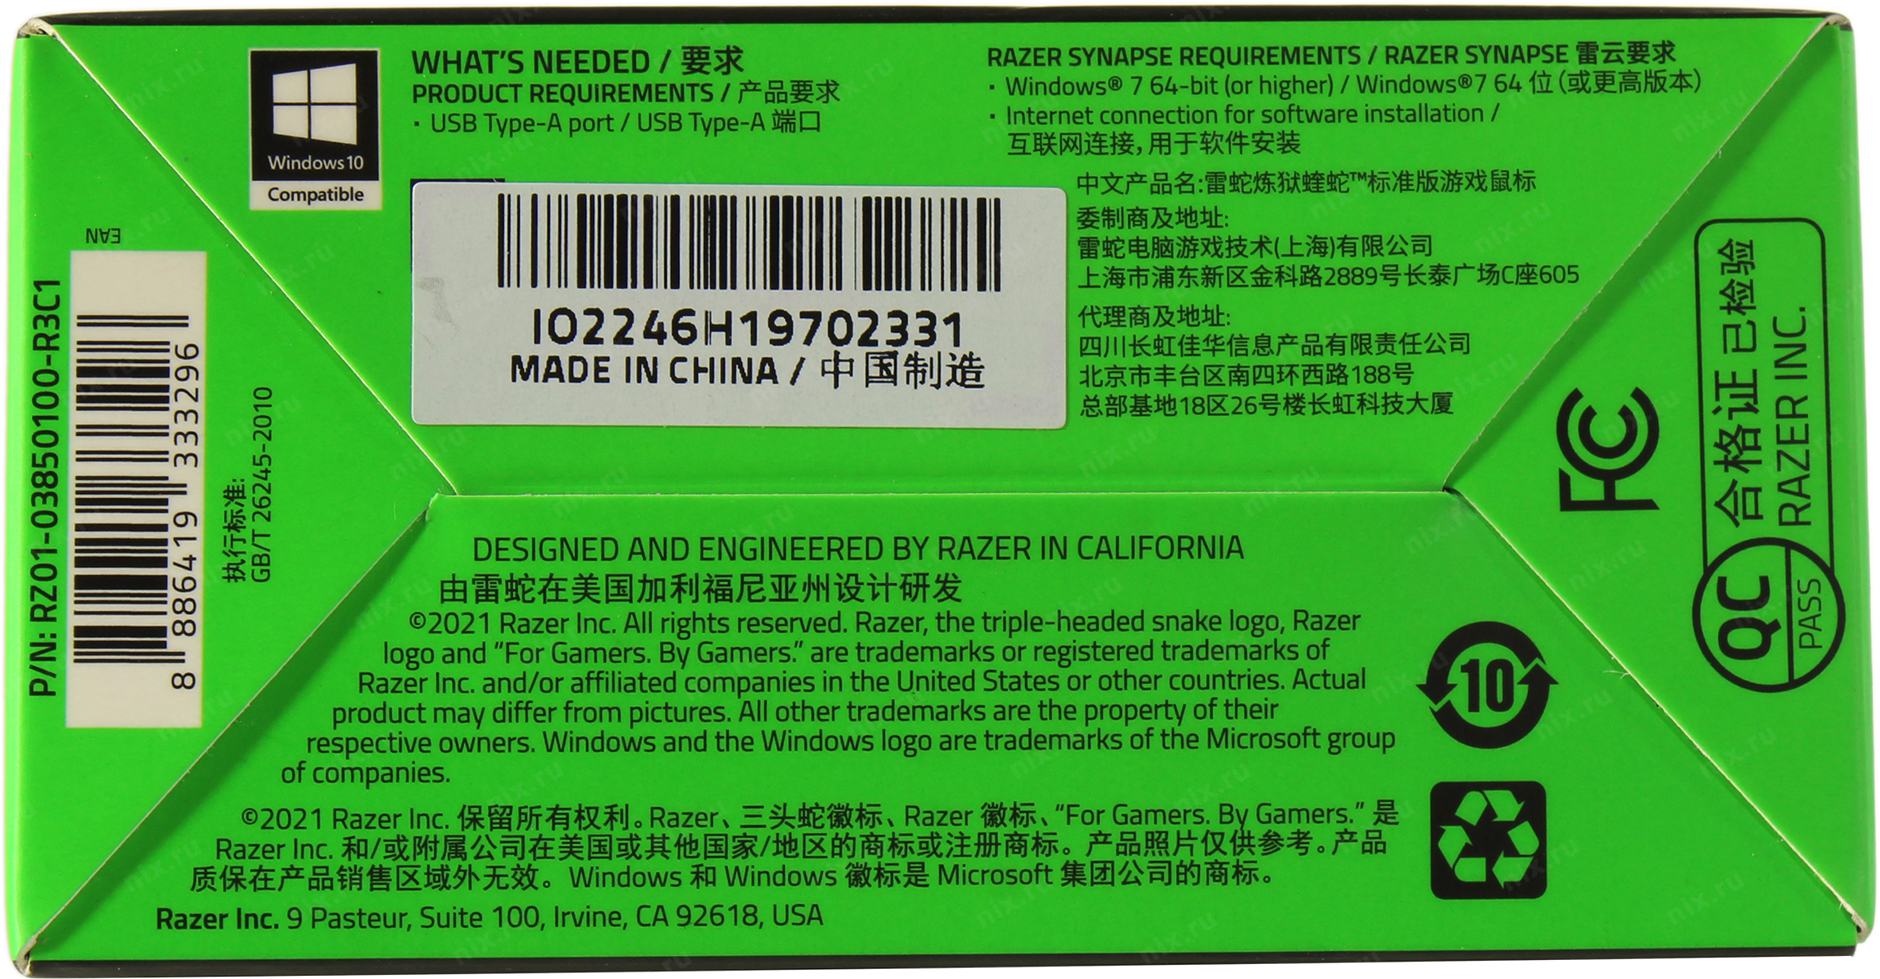 WHAT'S NEEDED / 要求
PRODUCT REQUIREMENTS / 产品要求
· USB Type-A port / USB Type-A 端口
Windows 10
Compatible
RAZER SYNAPSE REQUIREMENTS / RAZER SYNAPSE 雷云要求
· Windows® 7 64-bit (or higher) / Windows®7 64 位 (或更高版本)
· Internet connection for software installation /
互联网连接，用于软件安装
中文产品名:雷蛇炼狱蝰蛇™标准版游戏鼠标
委制商及地址:
雷蛇电脑游戏技术(上海)有限公司
上海市浦东新区金科路2889号长泰广场C座605
代理商及地址:
四川长虹佳华信息产品有限责任公司
北京市丰台区南四环西路188号
总部基地18区26号楼长虹科技大厦
IO2246H19702331
MADE IN CHINA / 中国制造
P/N: RZ01-03850100-R3C1
EAN
8 886419 333296
执行标准:
GB/T 26245-2010
FC
合格证 已检验
RAZER INC.
QC
PASS
DESIGNED AND ENGINEERED BY RAZER IN CALIFORNIA
由雷蛇在美国加利福尼亚州设计研发
©2021 Razer Inc. All rights reserved. Razer, the triple-headed snake logo, Razer
logo and “For Gamers. By Gamers.” are trademarks or registered trademarks of
Razer Inc. and/or affiliated companies in the United States or other countries. Actual
product may differ from pictures. All other trademarks are the property of their
respective owners. Windows and the Windows logo are trademarks of the Microsoft group
of companies.
10
©2021 Razer Inc. 保留所有权利。Razer、三头蛇徽标、Razer 徽标、“For Gamers. By Gamers.” 是
Razer Inc. 和/或附属公司在美国或其他国家/地区的商标或注册商标。产品照片仅供参考。产品
质保在产品销售区域外无效。Windows 和 Windows 徽标是 Microsoft 集团公司的商标。
Razer Inc. 9 Pasteur, Suite 100, Irvine, CA 92618, USA
nix.ru